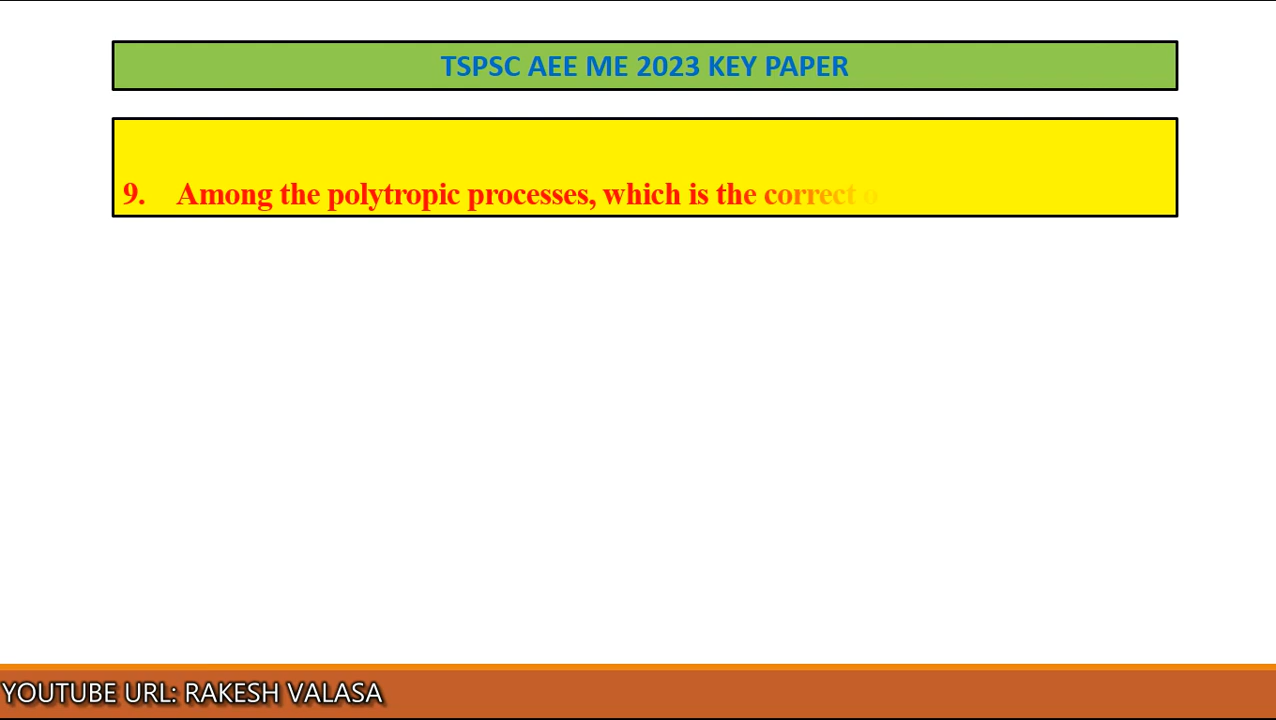 TSPSC AEE ME 2023 KEY PAPER
9. Among the polytropic processes, which is the correct o
YOUTUBE URL: RAKESH VALASA